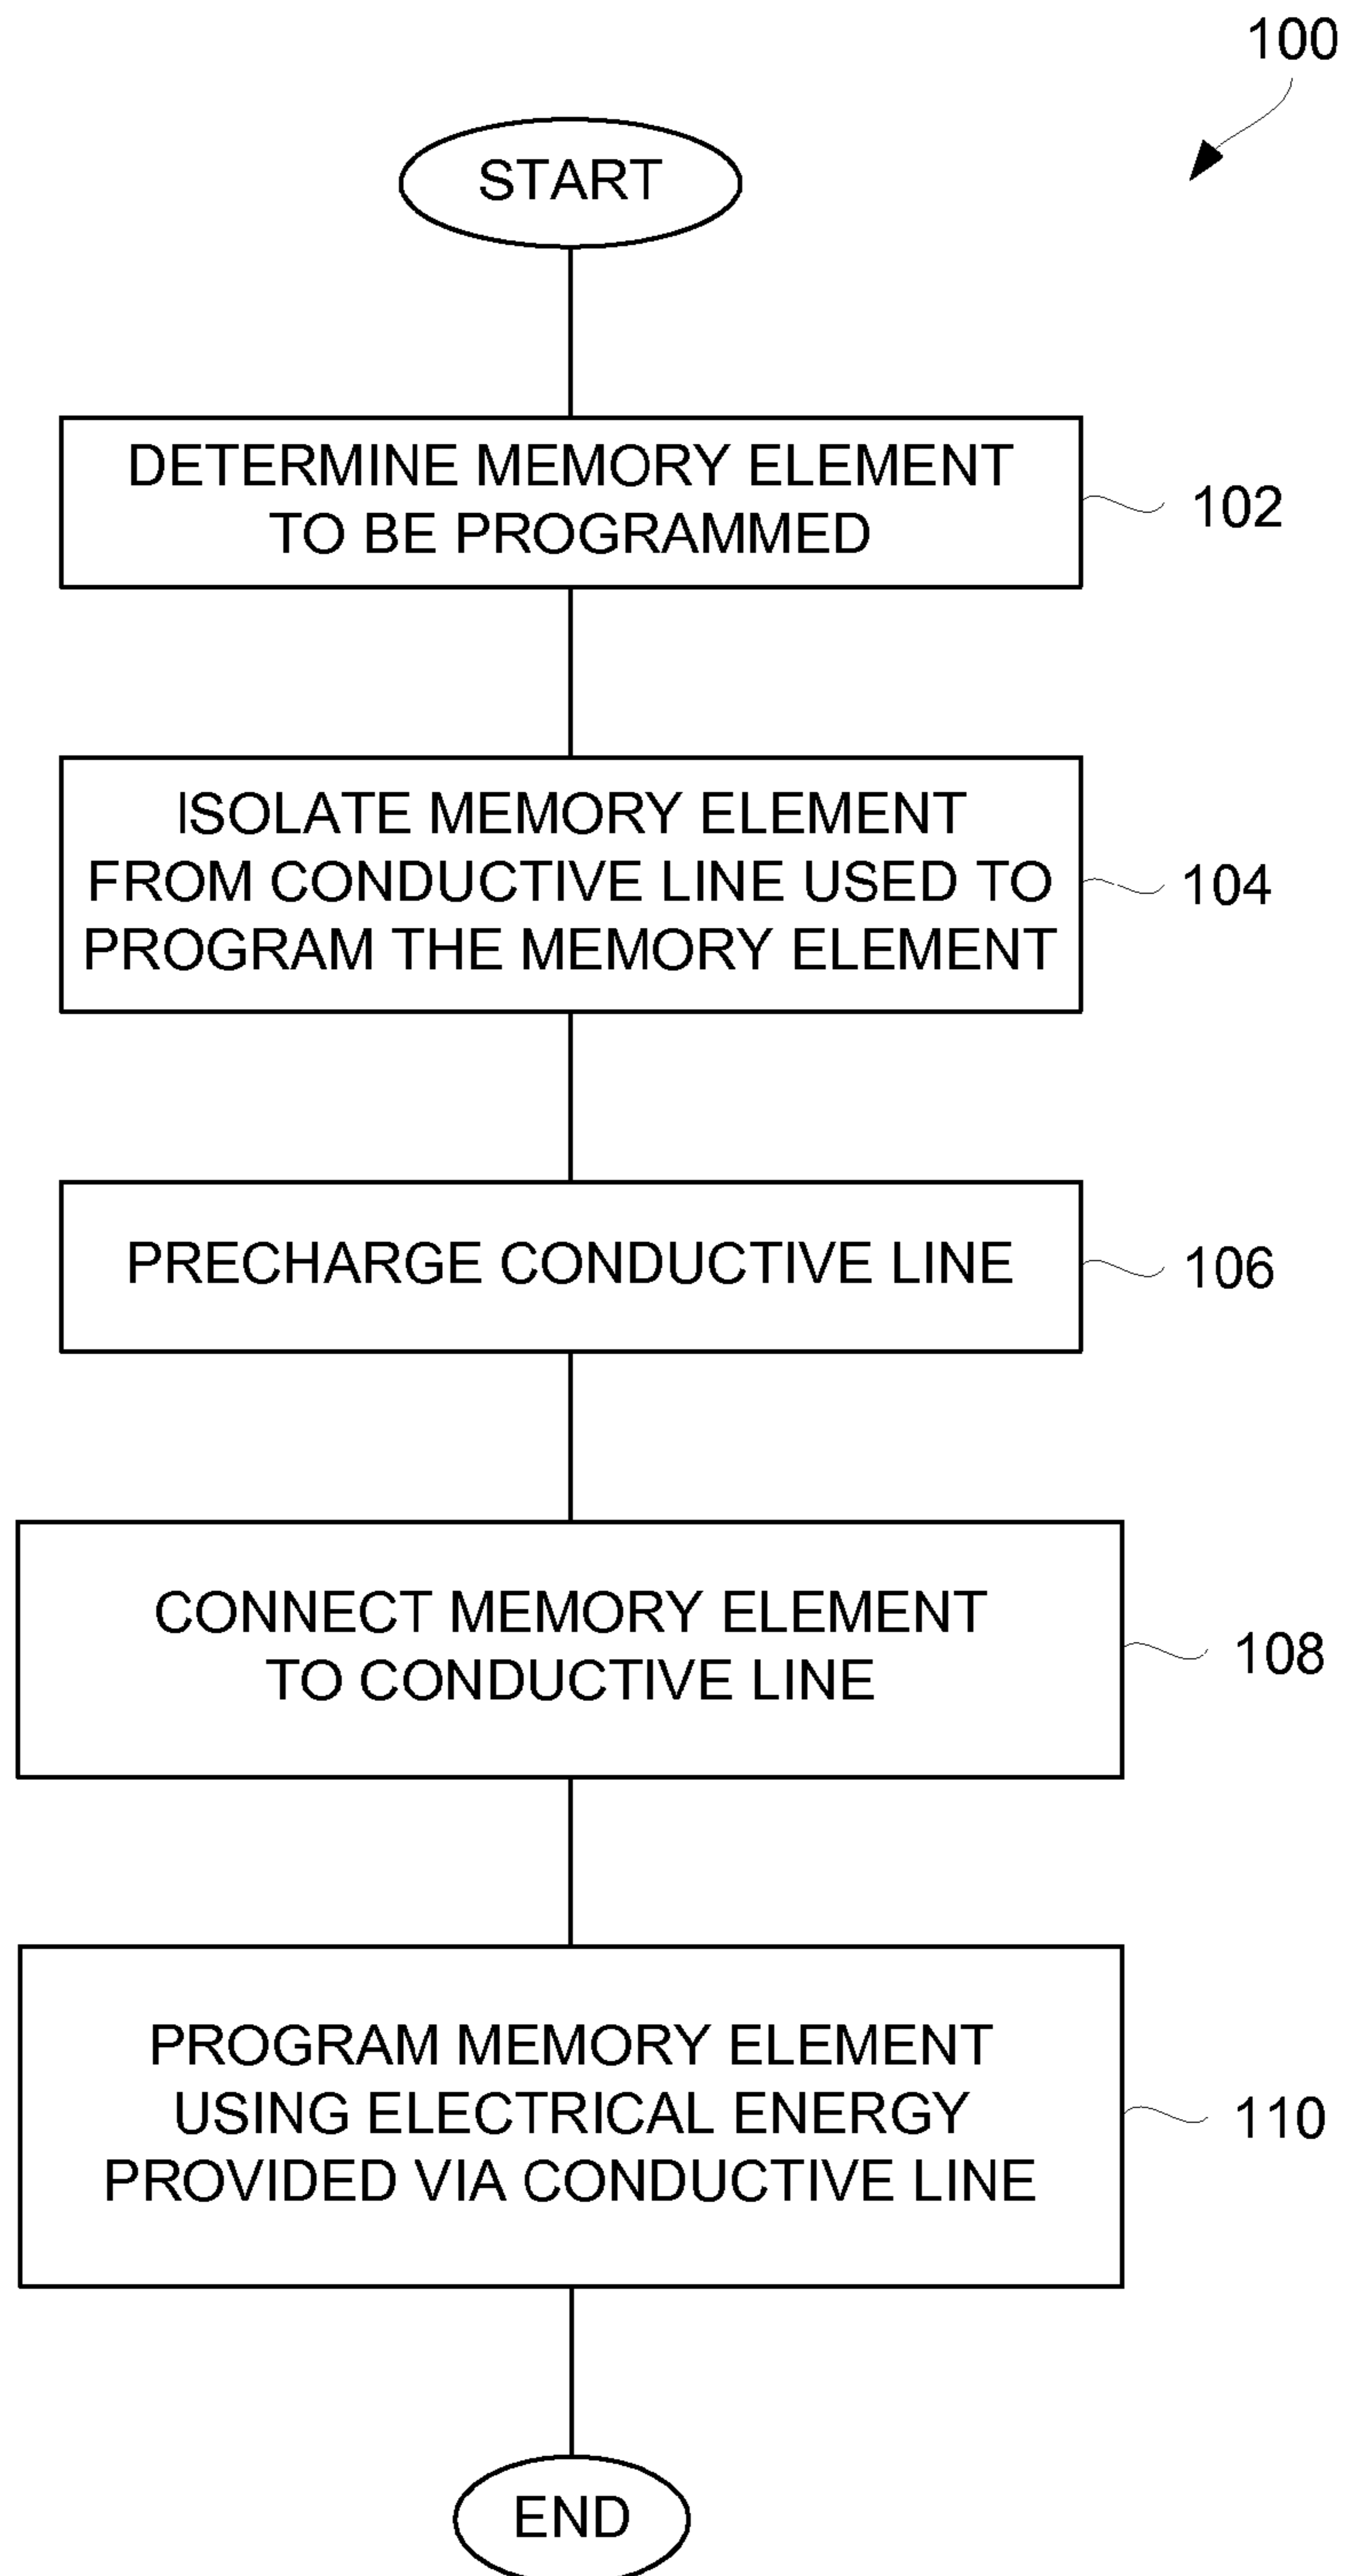 100
START
DETERMINE MEMORY ELEMENT
TO BE PROGRAMMED
102
ISOLATE MEMORY ELEMENT
FROM CONDUCTIVE LINE USED TO
PROGRAM THE MEMORY ELEMENT
104
PRECHARGE CONDUCTIVE LINE
106
CONNECT MEMORY ELEMENT
TO CONDUCTIVE LINE
108
PROGRAM MEMORY ELEMENT
USING ELECTRICAL ENERGY
PROVIDED VIA CONDUCTIVE LINE
110
END